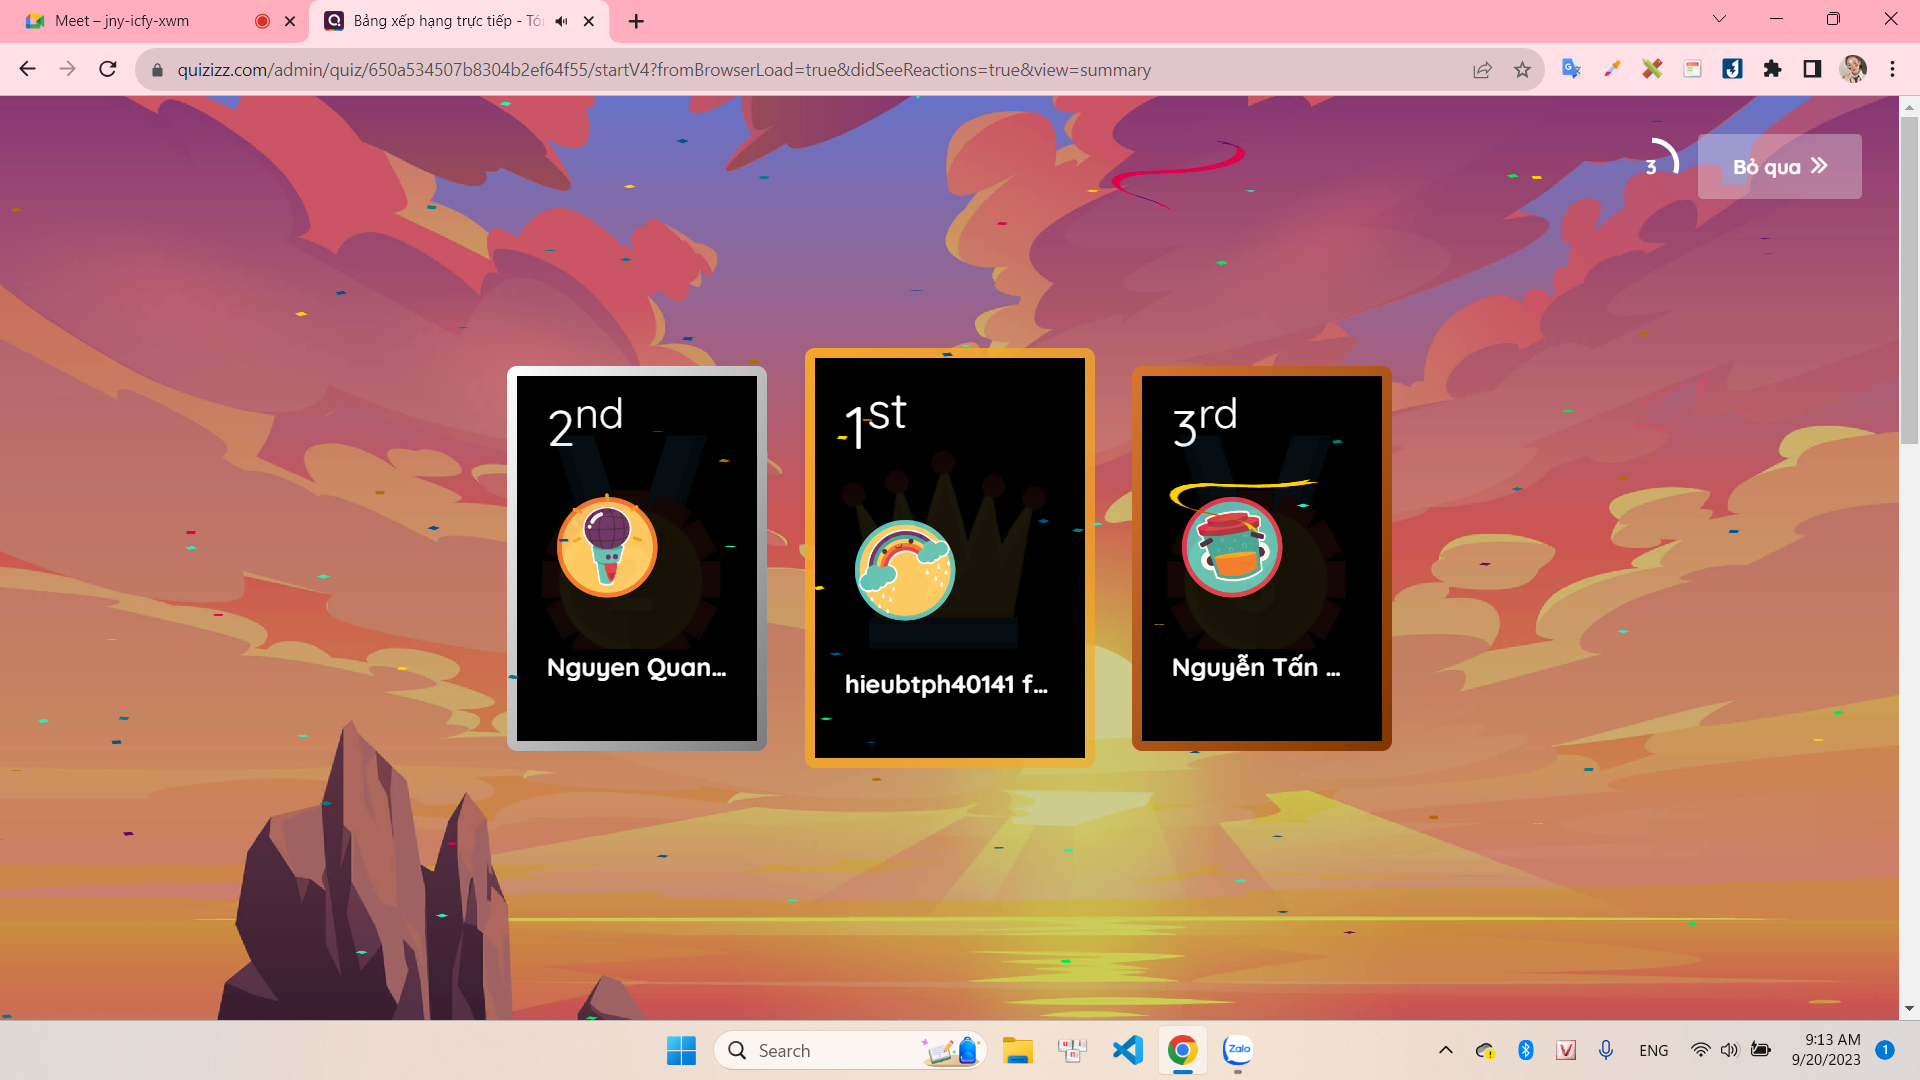 Meet – jny-icfy-xwm
Bảng xếp hạng trực tiếp - Tó
quizizz.com/admin/quiz/650a534507b8304b2ef64f55/startV4?fromBrowserLoad=true&didSeeReactions=true&view=summary
3
Bỏ qua
2nd
Nguyen Quan...
1st
hieubtph40141 f...
3rd
Nguyễn Tấn ...
Search
Zalo
ENG
9:13 AM
9/20/2023
1